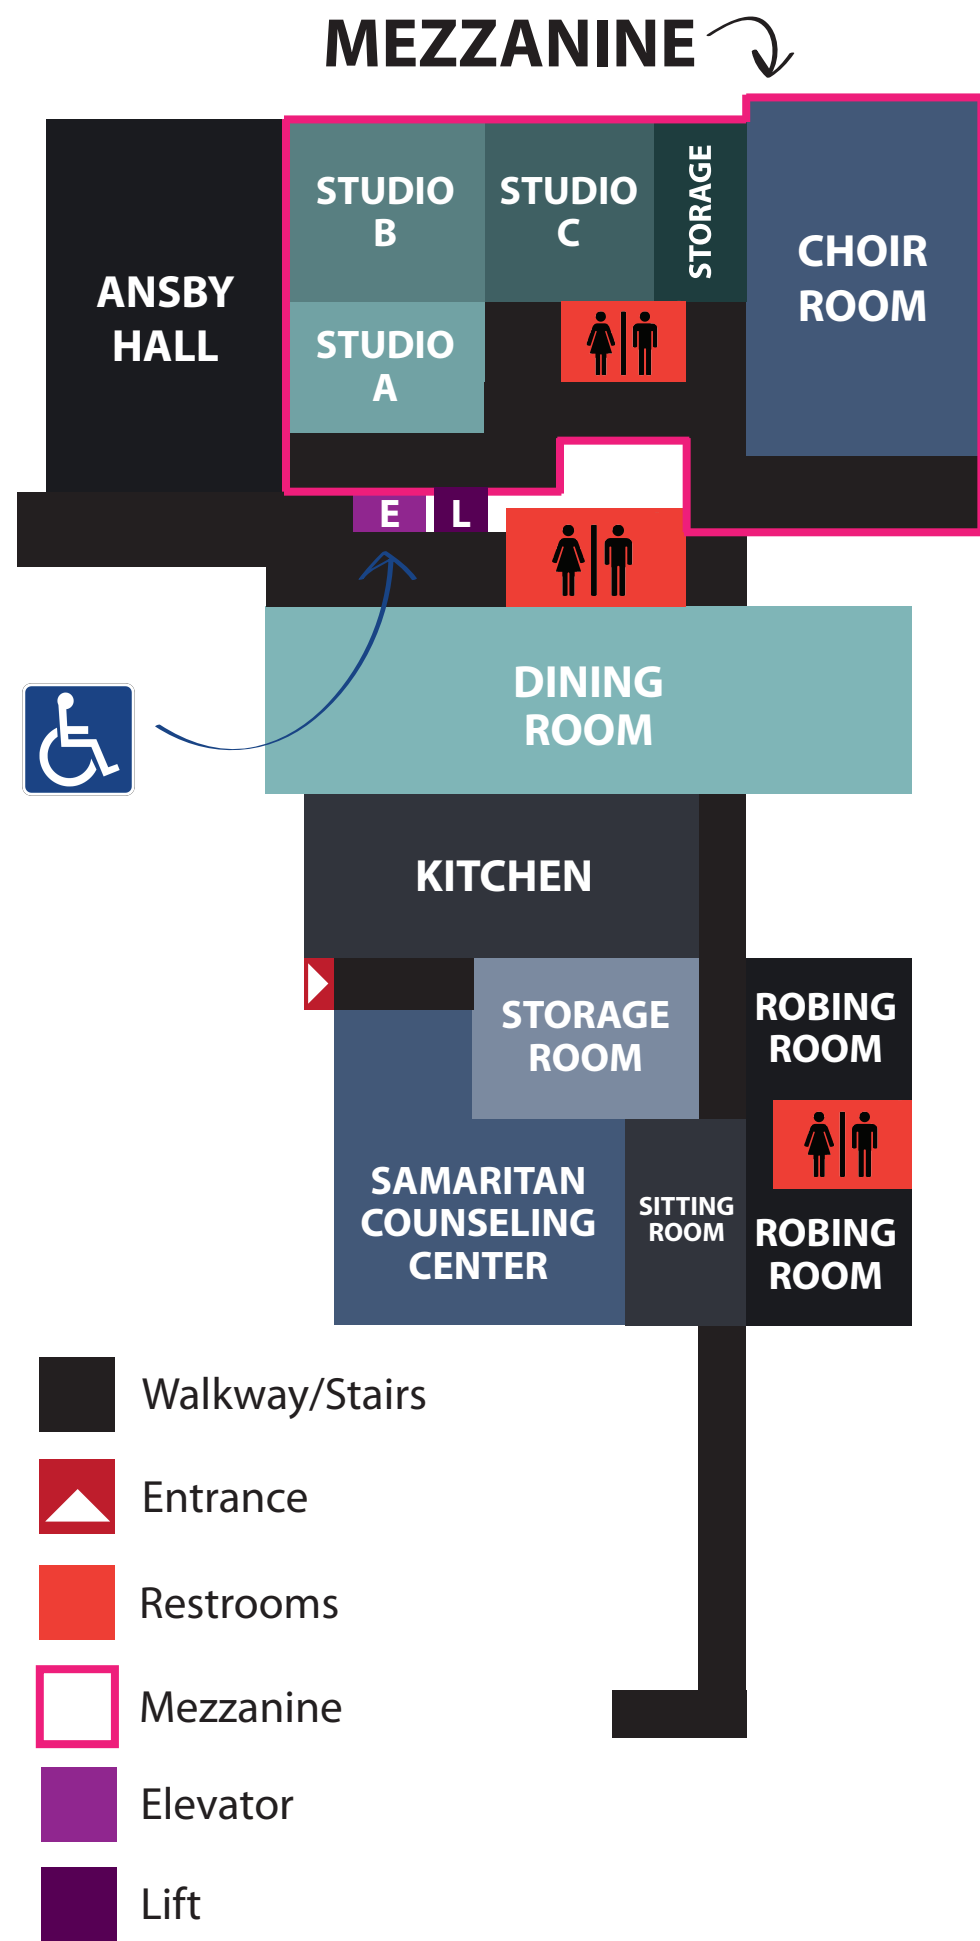 MEZZANINE
STUDIO
B
STUDIO
C
STORAGE
CHOIR
ROOM
ANSBY
HALL
STUDIO
A
E
L
DINING
ROOM
KITCHEN
STORAGE
ROOM
ROBING
ROOM
SAMARITAN
COUNSELING
CENTER
SITTING
ROOM
ROBING
ROOM
Walkway/Stairs
Entrance
Restrooms
Mezzanine
Elevator
Lift